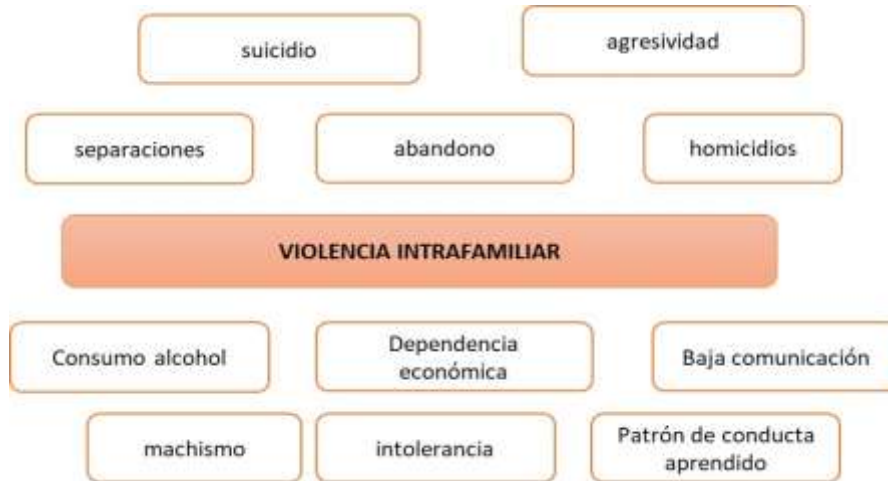 suicidio
agresividad
separaciones
abandono
homicidios
VIOLENCIA INTRAFAMILIAR
Consumo alcohol
Dependencia
económica
Baja comunicación
machismo
intolerancia
Patrón de conducta
aprendido